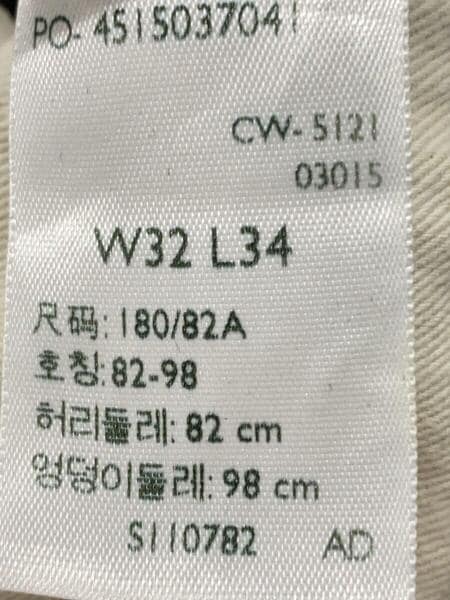 PO- 4515037041
CW- 5121
03015
W32 L34
尺码: 180/82A
호칭: 82-98
허리둘레: 82 cm
엉덩이둘레: 98 cm
S110782 AD